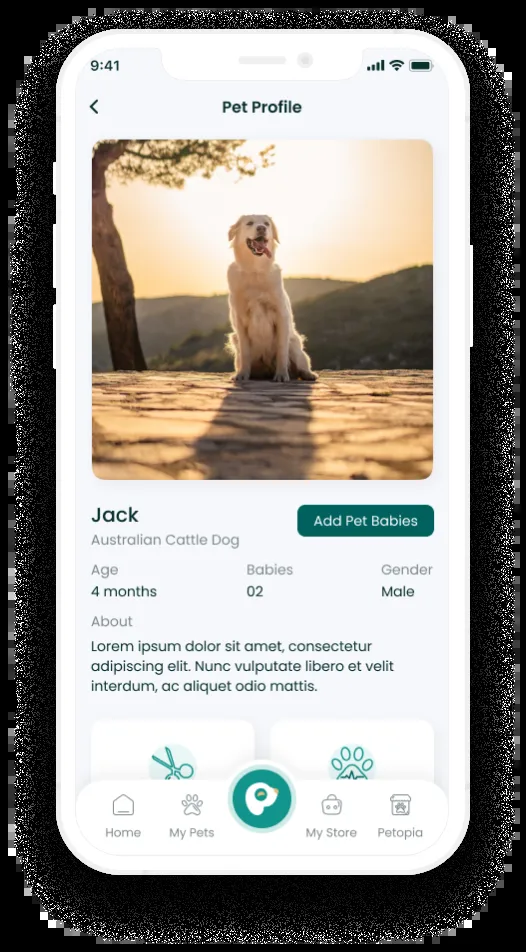 9:41
Pet Profile
Jack
Add Pet Babies
Australian Cattle Dog
Age Babies Gender
4 months 02 Male
About
Lorem ipsum dolor sit amet, consectetur
adipiscing elit. Nunc vulputate libero et velit
interdum, ac aliquet odio mattis.
Home My Pets My Store Petopia